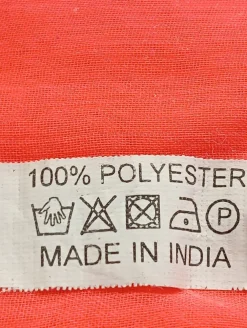 100% POLYESTER
P
MADE IN INDIA